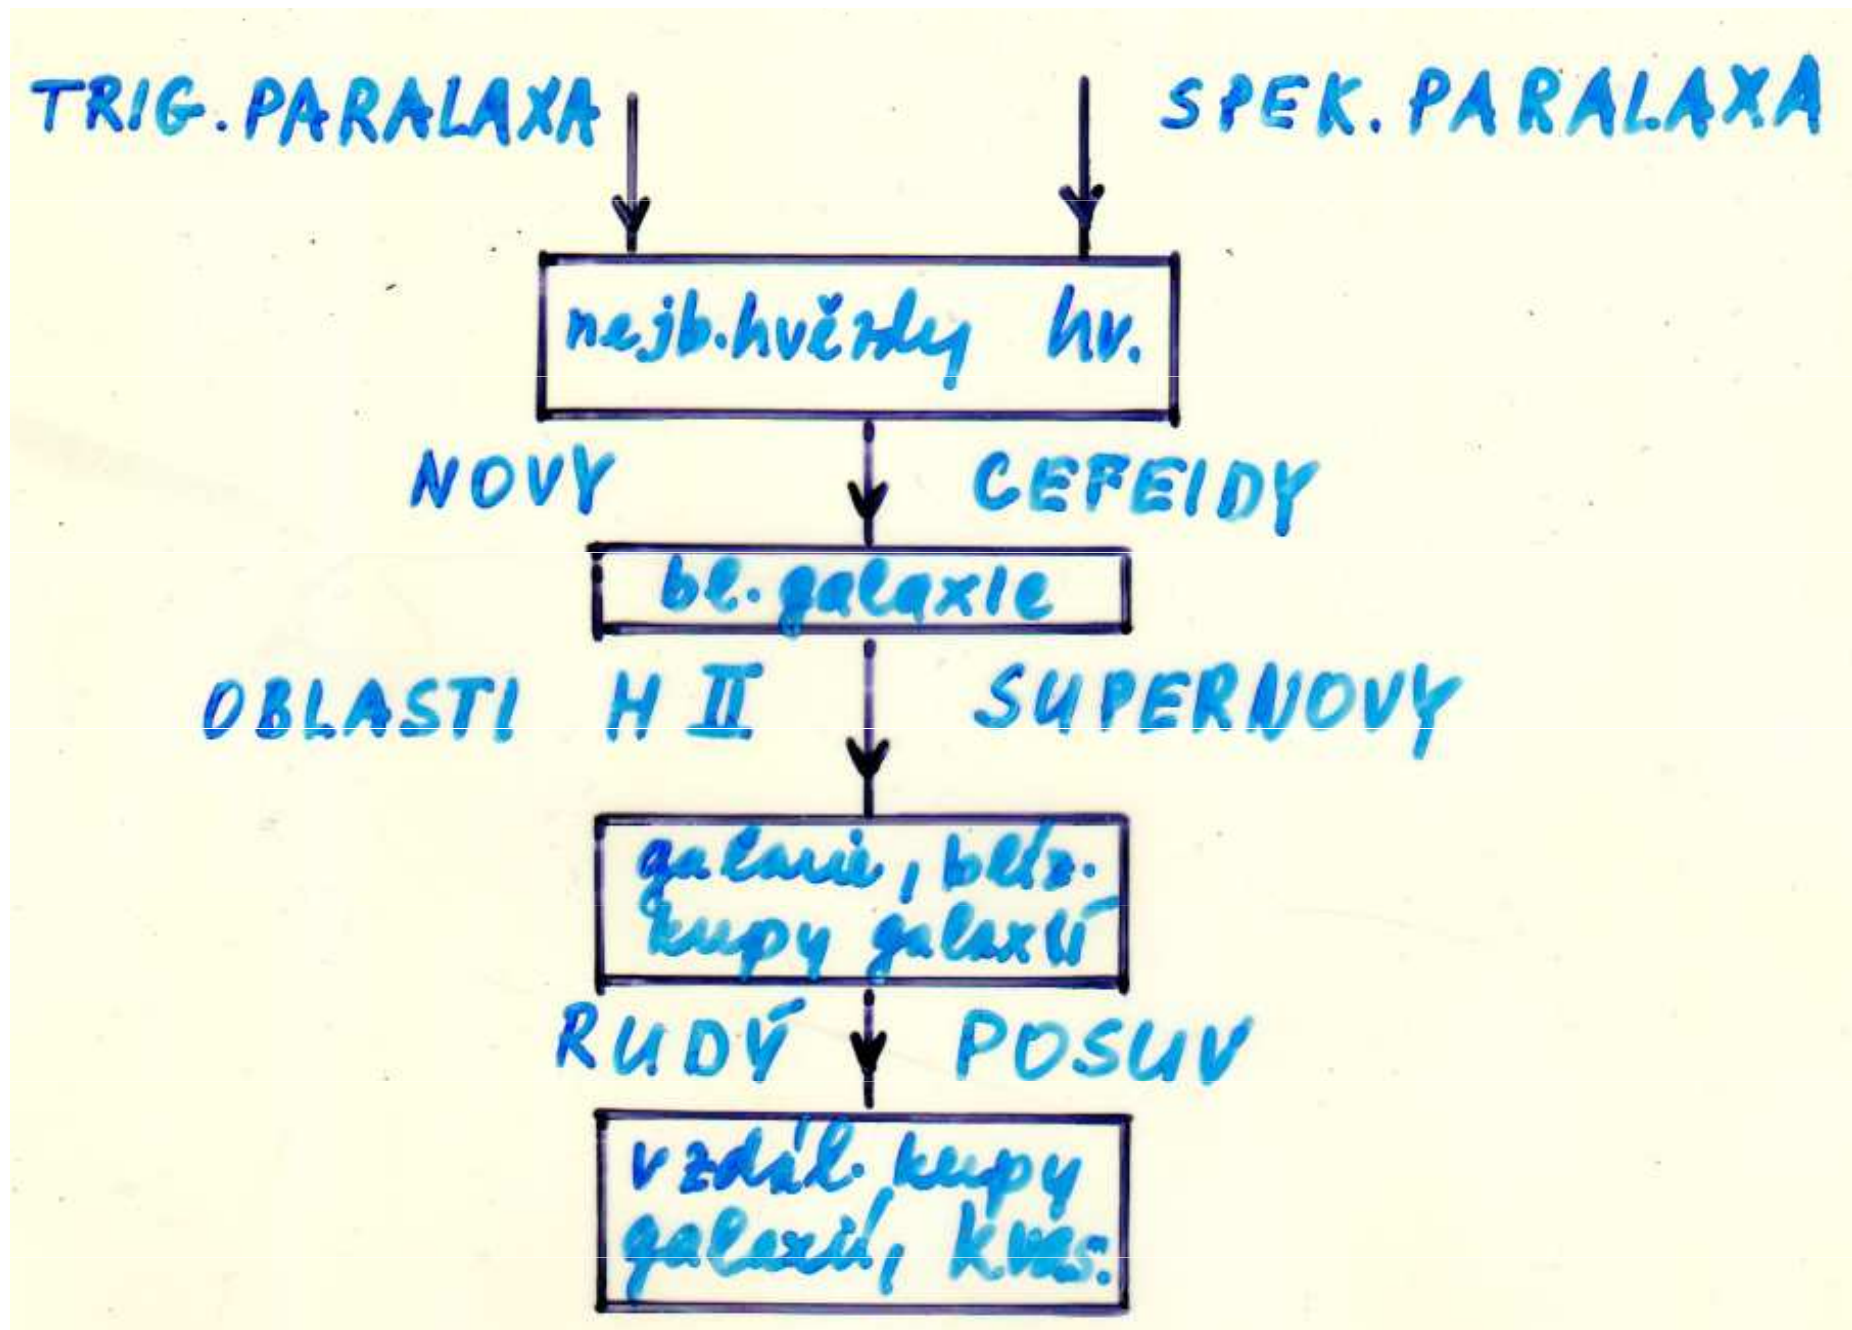 TRIG. PARALAXA SPEK. PARALAXA
nejb. hvězdy hv.
NOVY CEFEIDY
bl. galaxie
OBLASTI H II SUPERNOVY
galaxie, blíz.
kupy galaxií
RUDÝ POSUV
vzdál. kupy
galaxií, kvas.